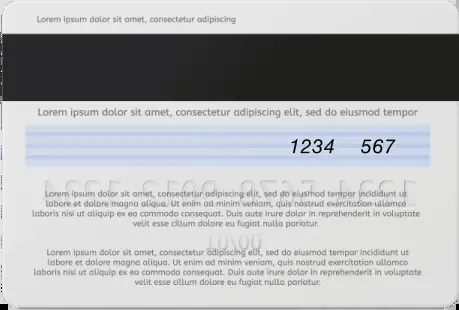 Lorem ipsum dolor sit amet, consectetur adipiscing
Lorem ipsum dolor sit amet, consectetur adipiscing elit, sed do eiusmod tempor
1234 567
Lorem ipsum dolor sit amet, consectetur adipiscing elit, sed do eiusmod tempor incididunt ut
labore et dolore magna aliqua. Ut enim ad minim veniam, quis nostrud exercitation ullamco
laboris nisi ut aliquip ex ea commodo consequat. Duis aute irure dolor in reprehenderit in voluptate
velit esse cillum dolore eu fugiat nulla pariatur.
Lorem ipsum dolor sit amet, consectetur adipiscing elit, sed do eiusmod tempor incididunt ut
labore et dolore magna aliqua. Ut enim ad minim veniam, quis nostrud exercitation ullamco
laboris nisi ut aliquip ex ea commodo consequat. Duis aute irure dolor in reprehenderit in voluptate
velit esse cillum dolore eu fugiat nulla pariatur.